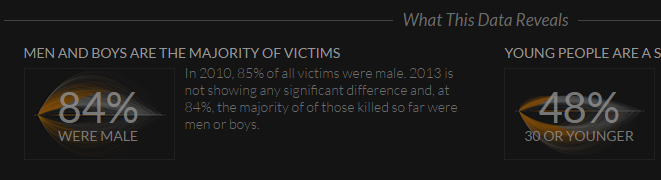 What This Data Reveals
MEN AND BOYS ARE THE MAJORITY OF VICTIMS
84%
WERE MALE
In 2010, 85% of all victims were male. 2013 is
not showing any significant difference and, at
84%, the majority of of those killed so far were
men or boys.
YOUNG PEOPLE ARE A S
48%
30 OR YOUNGER